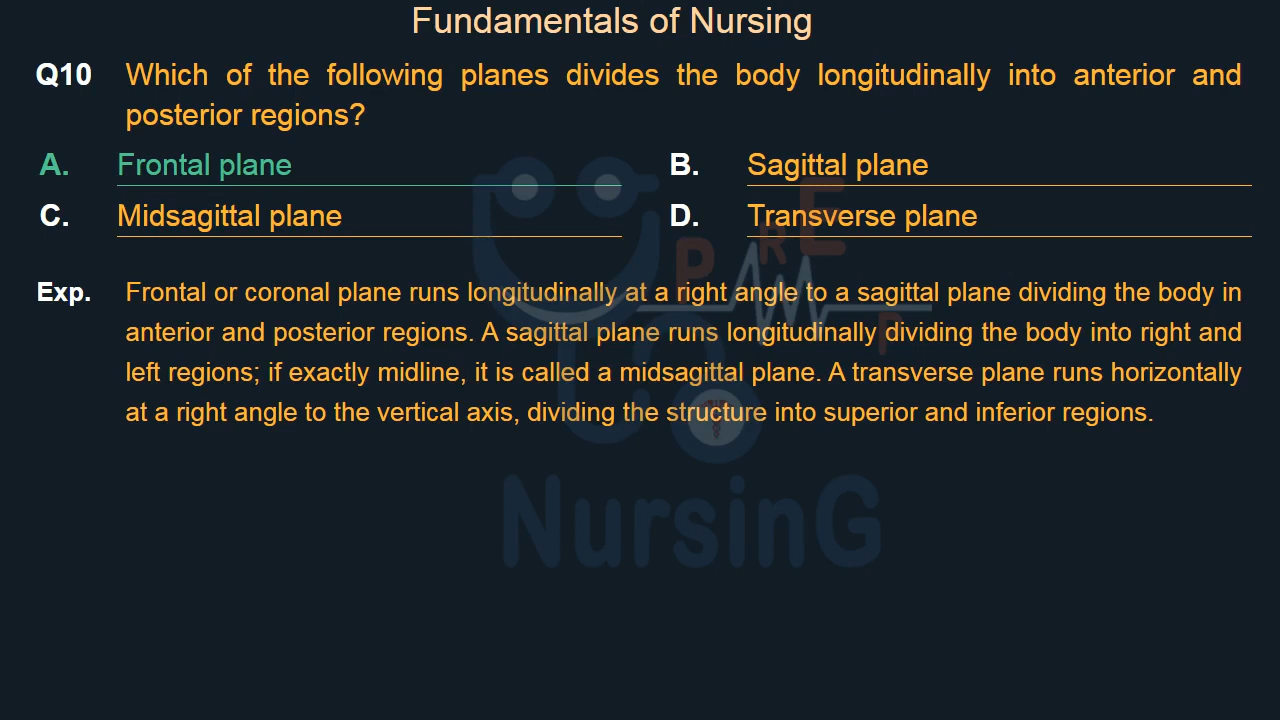 Fundamentals of Nursing
Q10 Which of the following planes divides the body longitudinally into anterior and
posterior regions?
A. Frontal plane B. Sagittal plane
C. Midsagittal plane D. Transverse plane
Exp. Frontal or coronal plane runs longitudinally at a right angle to a sagittal plane dividing the body in
anterior and posterior regions. A sagittal plane runs longitudinally dividing the body into right and
left regions; if exactly midline, it is called a midsagittal plane. A transverse plane runs horizontally
at a right angle to the vertical axis, dividing the structure into superior and inferior regions.
PREP
NursinG